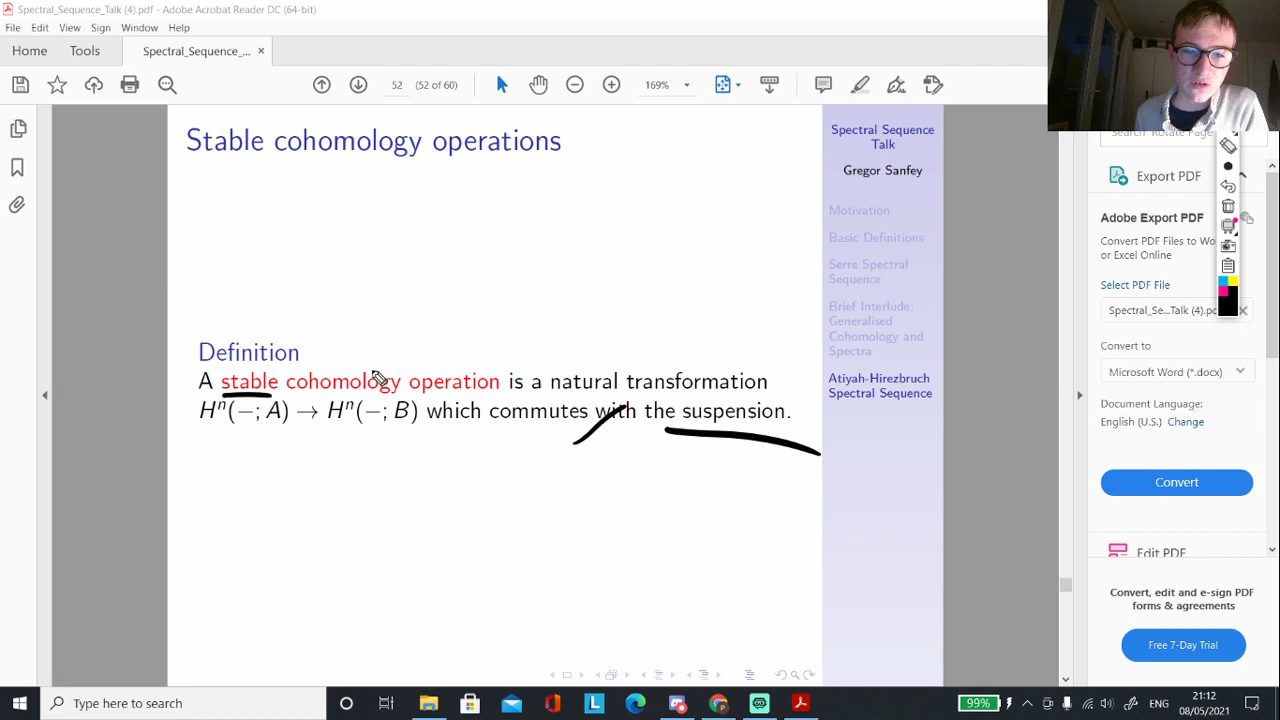 Spectral_Sequence_Talk (4).pdf - Adobe Acrobat Reader DC (64-bit)
File Edit View Sign Window Help
Home Tools Spectral_Sequence_... ×
52 (52 of 60) 169%
Stable cohomology operations
Definition
A stable cohomology operation is a natural transformation
Hⁿ(−; A) → Hⁿ(−; B) which commutes with the suspension.
Spectral Sequence
Talk
Gregor Sanfey
Motivation
Basic Definitions
Serre Spectral
Sequence
Brief Interlude:
Generalised
Cohomology and
Spectra
Atiyah-Hirezbruch
Spectral Sequence
Search 'Rotate Page'
Export PDF
Adobe Export PDF
Convert PDF Files to Wo
or Excel Online
Select PDF File
Spectral_Se...Talk (4).pd
Convert to
Microsoft Word (*.docx)
Document Language:
English (U.S.) Change
Convert
Edit PDF
Convert, edit and e-sign PDF
forms & agreements
Free 7-Day Trial
Type here to search
99%
ENG
21:12
08/05/2021